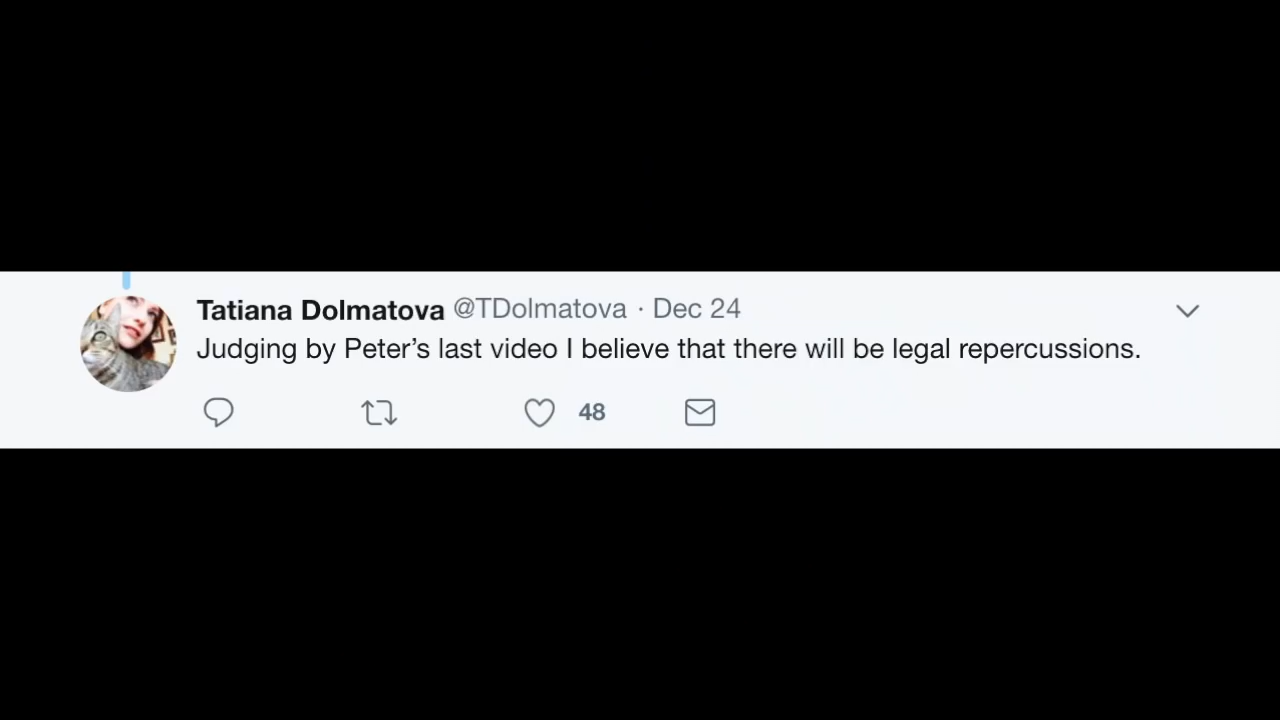 Tatiana Dolmatova @TDolmatova · Dec 24
Judging by Peter’s last video I believe that there will be legal repercussions.
48